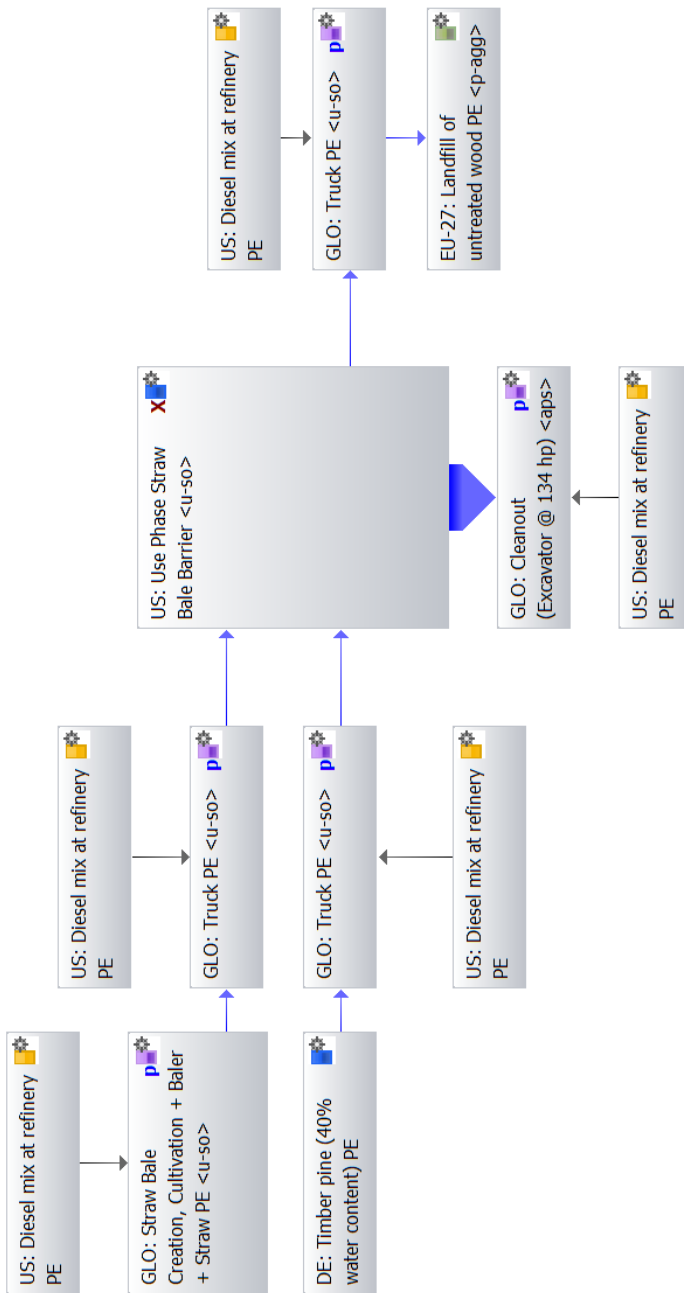 US: Diesel mix at refinery
PE
GLO: Straw Bale
Creation, Cultivation + Baler
+ Straw PE <u-so>
p
DE: Timber pine (40%
water content) PE
US: Diesel mix at refinery
PE
GLO: Truck PE <u-so>
p
GLO: Truck PE <u-so>
p
US: Diesel mix at refinery
PE
US: Use Phase Straw
Bale Barrier <u-so>
X
GLO: Cleanout
(Excavator @ 134 hp) <aps>
p
US: Diesel mix at refinery
PE
US: Diesel mix at refinery
PE
GLO: Truck PE <u-so>
p
EU-27: Landfill of
untreated wood PE <p-agg>